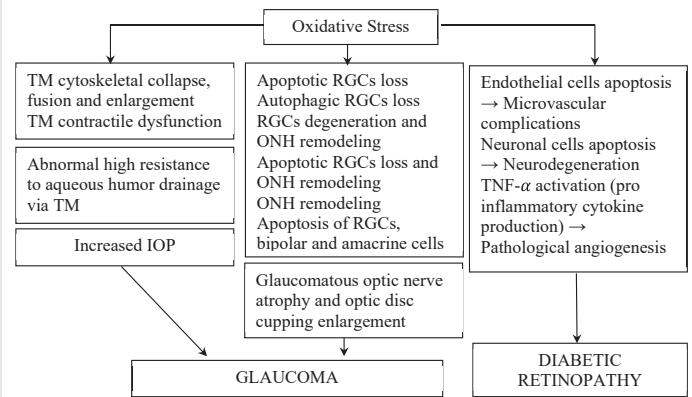 Oxidative Stress
TM cytoskeletal collapse,
fusion and enlargement
TM contractile dysfunction
Abnormal high resistance
to aqueous humor drainage
via TM
Increased IOP
Apoptotic RGCs loss
Autophagic RGCs loss
RGCs degeneration and
ONH remodeling
Apoptotic RGCs loss and
ONH remodeling
ONH remodeling
Apoptosis of RGCs,
bipolar and amacrine cells
Glaucomatous optic nerve
atrophy and optic disc
cupping enlargement
GLAUCOMA
Endothelial cells apoptosis
→ Microvascular
complications
Neuronal cells apoptosis
→ Neurodegeneration
TNF-α activation (pro
inflammatory cytokine
production) →
Pathological angiogenesis
DIABETIC
RETINOPATHY